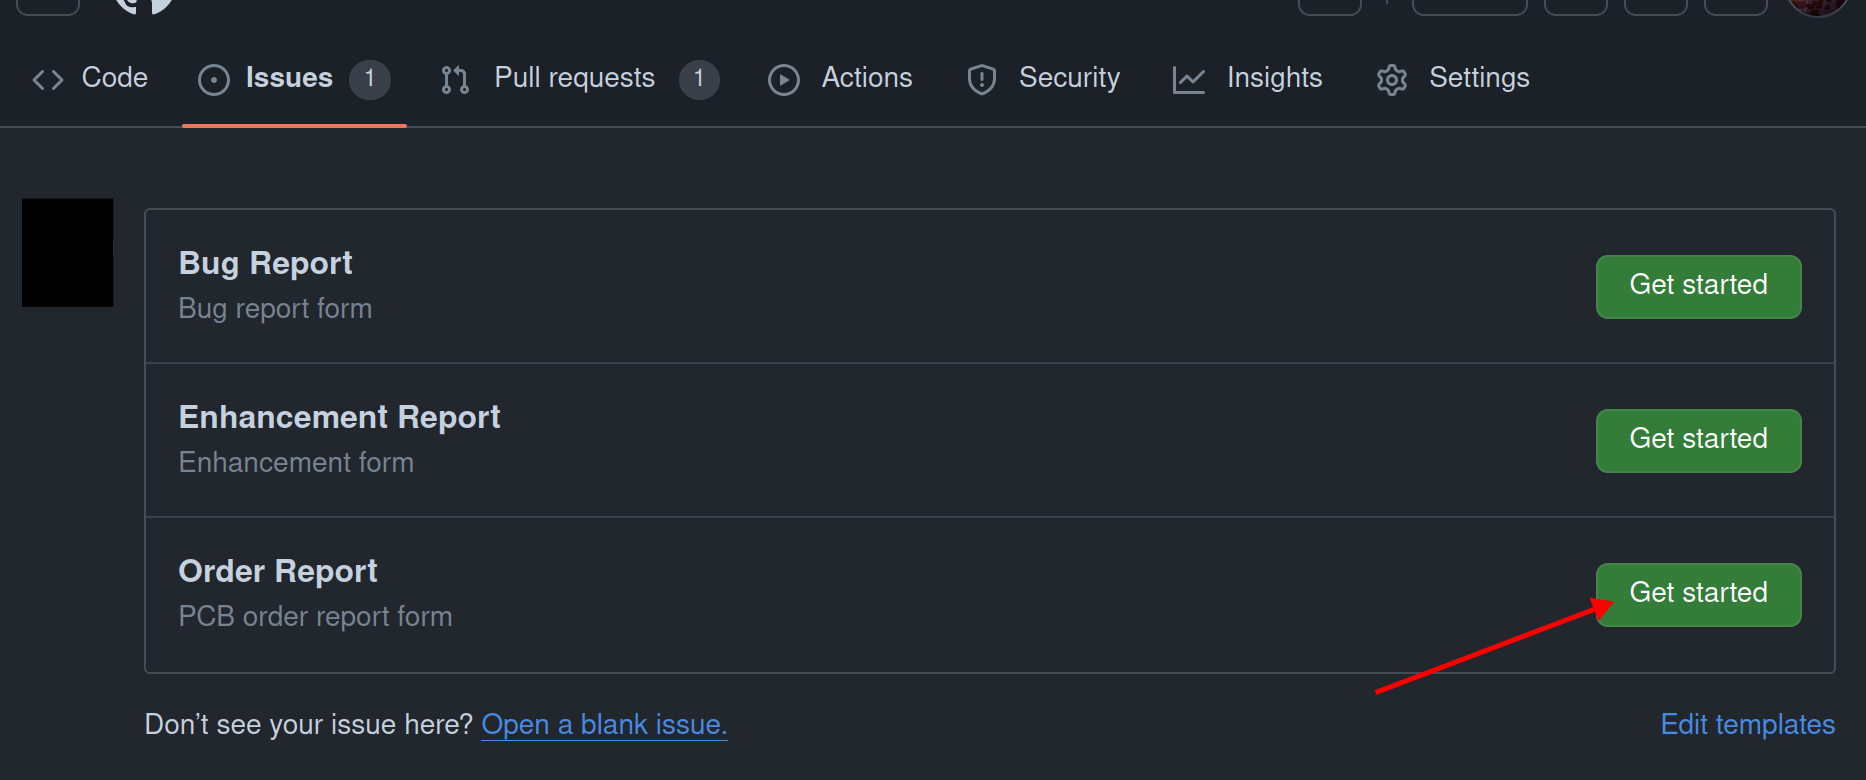 Code Issues 1 Pull requests 1 Actions Security Insights Settings
Bug Report
Bug report form
Get started
Enhancement Report
Enhancement form
Get started
Order Report
PCB order report form
Get started
Don’t see your issue here? Open a blank issue.
Edit templates